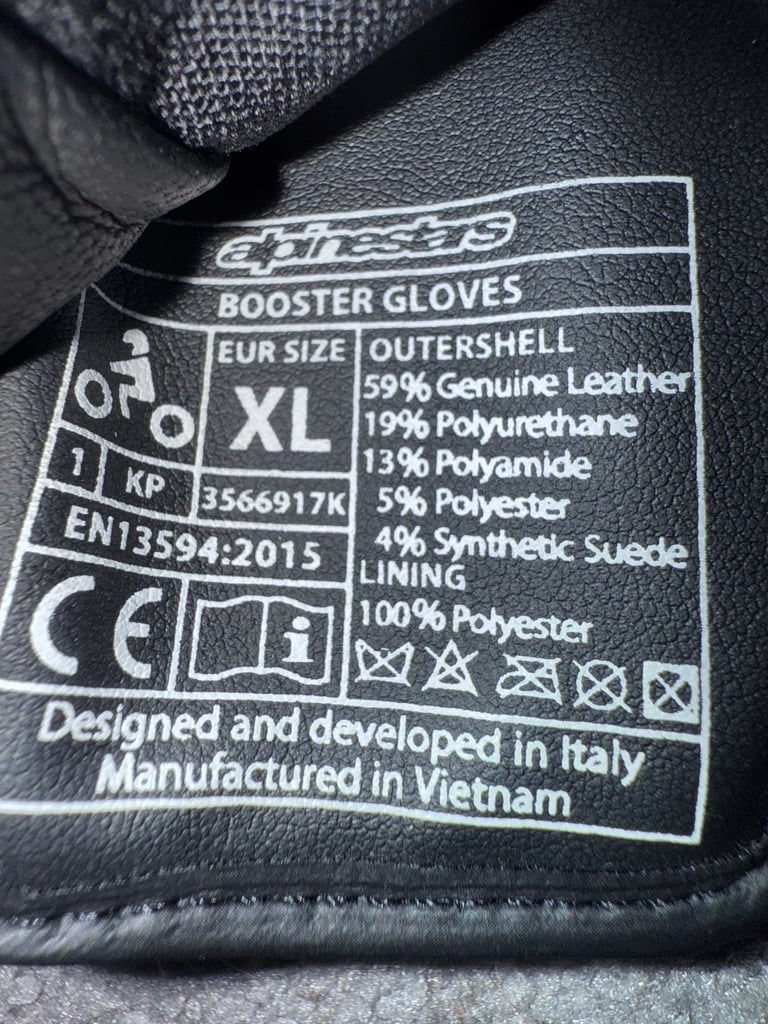 alpinestars
BOOSTER GLOVES
EUR SIZE
XL
1 KP
3566917K
EN13594:2015
CE
i
OUTERSHELL
59% Genuine Leather
19% Polyurethane
13% Polyamide
5% Polyester
4% Synthetic Suede
LINING
100% Polyester
Designed and developed in Italy
Manufactured in Vietnam